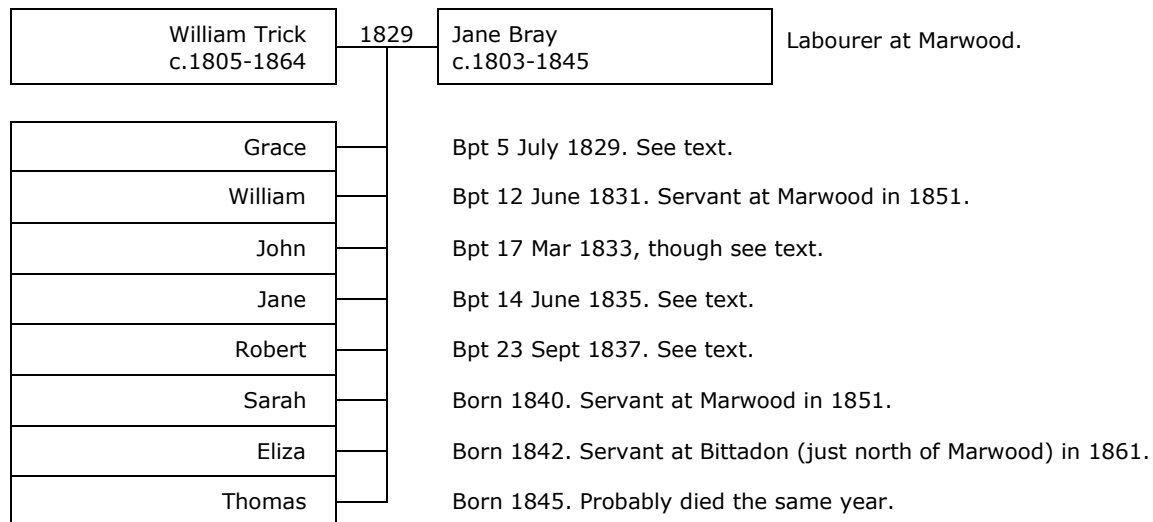 William Trick 1829 Jane Bray Labourer at Marwood.
c.1805-1864 c.1803-1845
Grace Bpt 5 July 1829. See text.
William Bpt 12 June 1831. Servant at Marwood in 1851.
John Bpt 17 Mar 1833, though see text.
Jane Bpt 14 June 1835. See text.
Robert Bpt 23 Sept 1837. See text.
Sarah Born 1840. Servant at Marwood in 1851.
Eliza Born 1842. Servant at Bittadon (just north of Marwood) in 1861.
Thomas Born 1845. Probably died the same year.